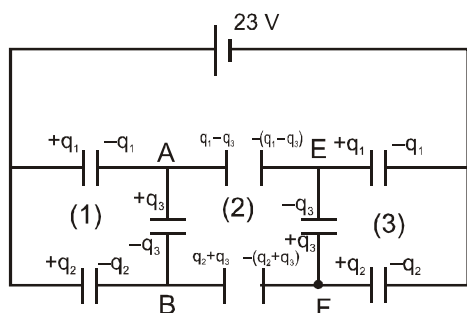 23 V
+q₁ −q₁ A q₁−q₃ −(q₁−q₃) E +q₁ −q₁
+q₃ −q₃
(1) (2) (3)
−q₃ +q₃
+q₂ −q₂ q₂+q₃ −(q₂+q₃) +q₂ −q₂
B F